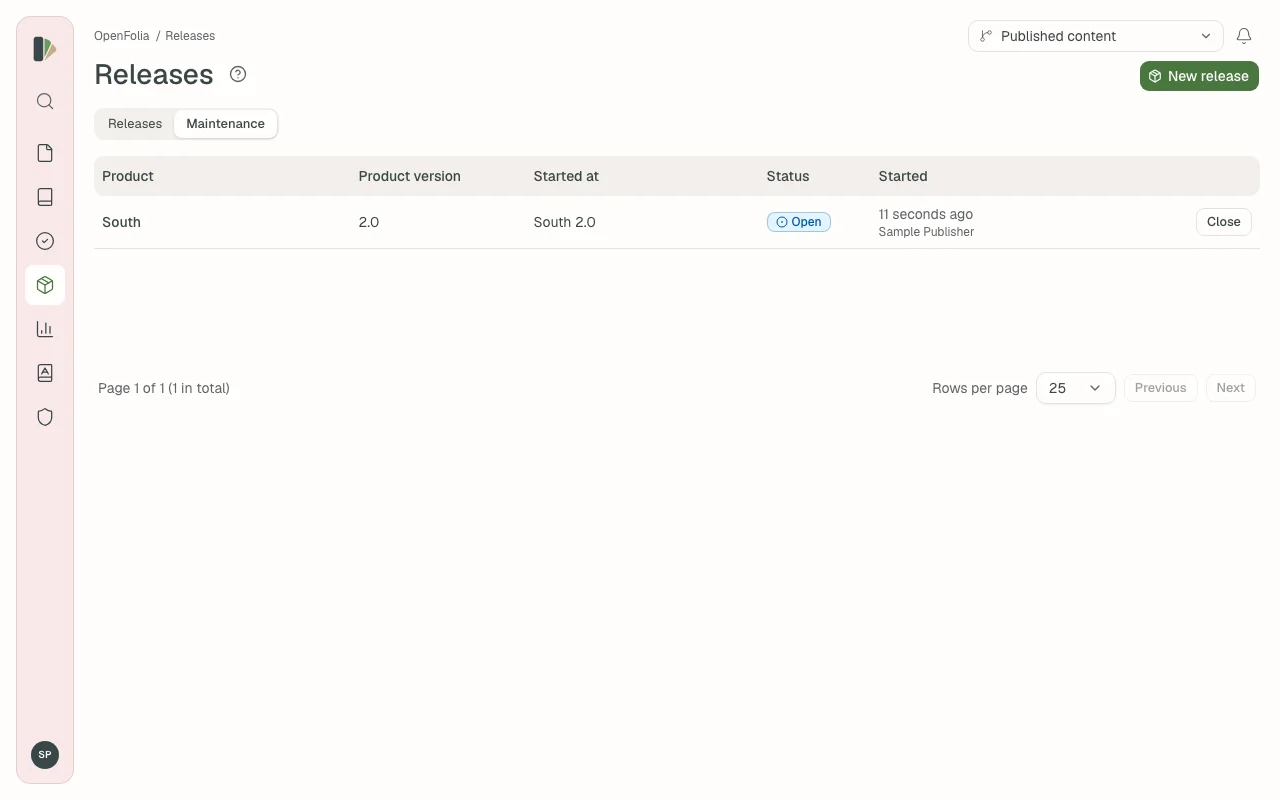 OpenFolia / Releases
Published content
Releases
New release
Releases
Maintenance
Product
Product version
Started at
Status
Started
South
2.0
South 2.0
Open
11 seconds ago
Sample Publisher
Close
Page 1 of 1 (1 in total)
Rows per page
25
Previous
Next
SP